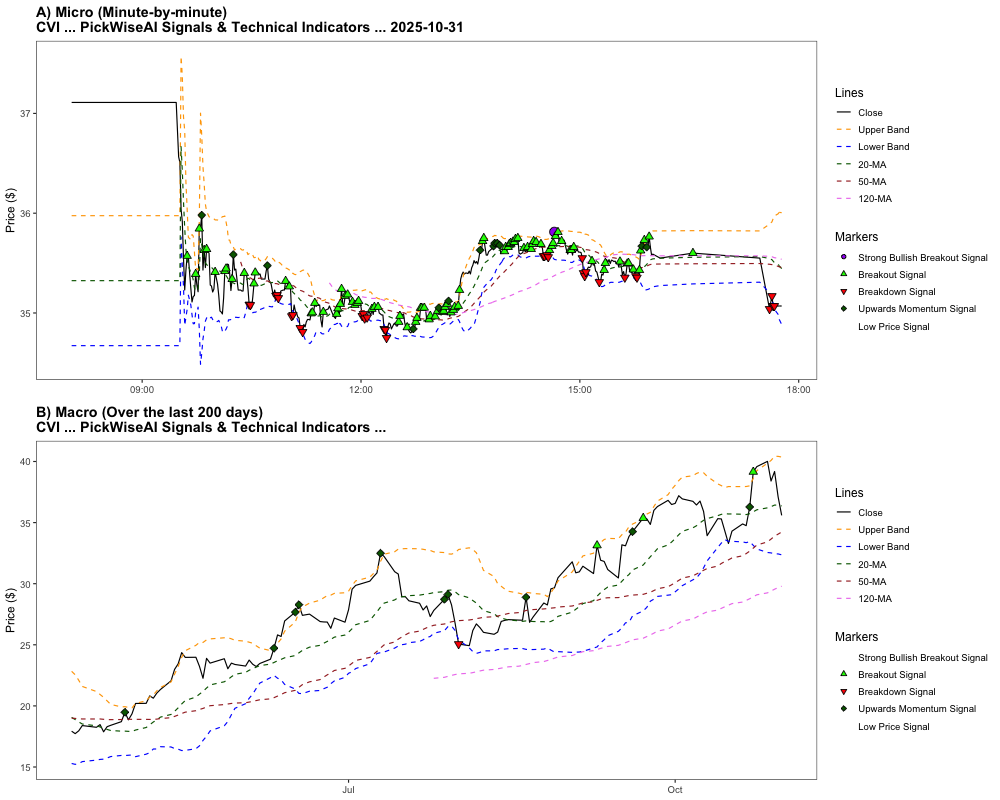 A) Micro (Minute-by-minute)
CVI ... PickWiseAI Signals & Technical Indicators ... 2025-10-31
Price ($)
37
36
35
09:00
12:00
15:00
18:00
Lines
Close
Upper Band
Lower Band
20-MA
50-MA
120-MA
Markers
Strong Bullish Breakout Signal
Breakout Signal
Breakdown Signal
Upwards Momentum Signal
Low Price Signal
B) Macro (Over the last 200 days)
CVI ... PickWiseAI Signals & Technical Indicators ...
Price ($)
40
35
30
25
20
15
Jul
Oct
Lines
Close
Upper Band
Lower Band
20-MA
50-MA
120-MA
Markers
Strong Bullish Breakout Signal
Breakout Signal
Breakdown Signal
Upwards Momentum Signal
Low Price Signal